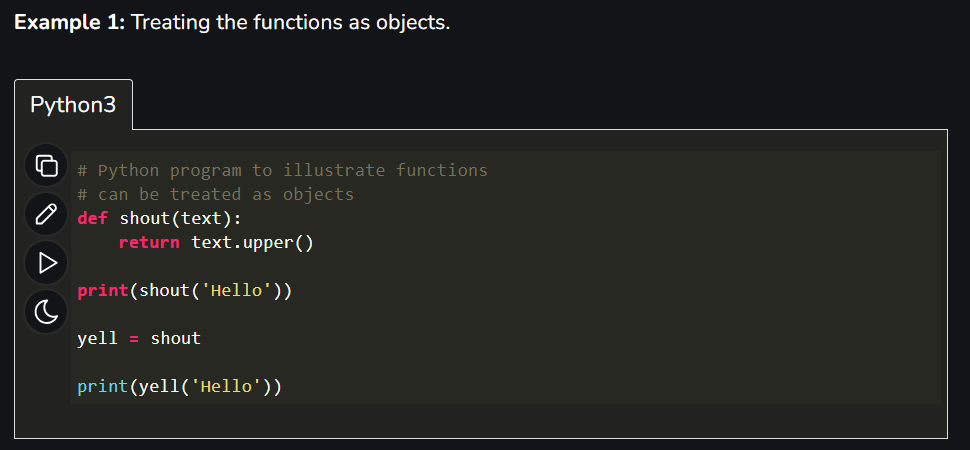 Example 1: Treating the functions as objects.
Python3
# Python program to illustrate functions
# can be treated as objects
def shout(text):
    return text.upper()
print(shout('Hello'))
yell = shout
print(yell('Hello'))